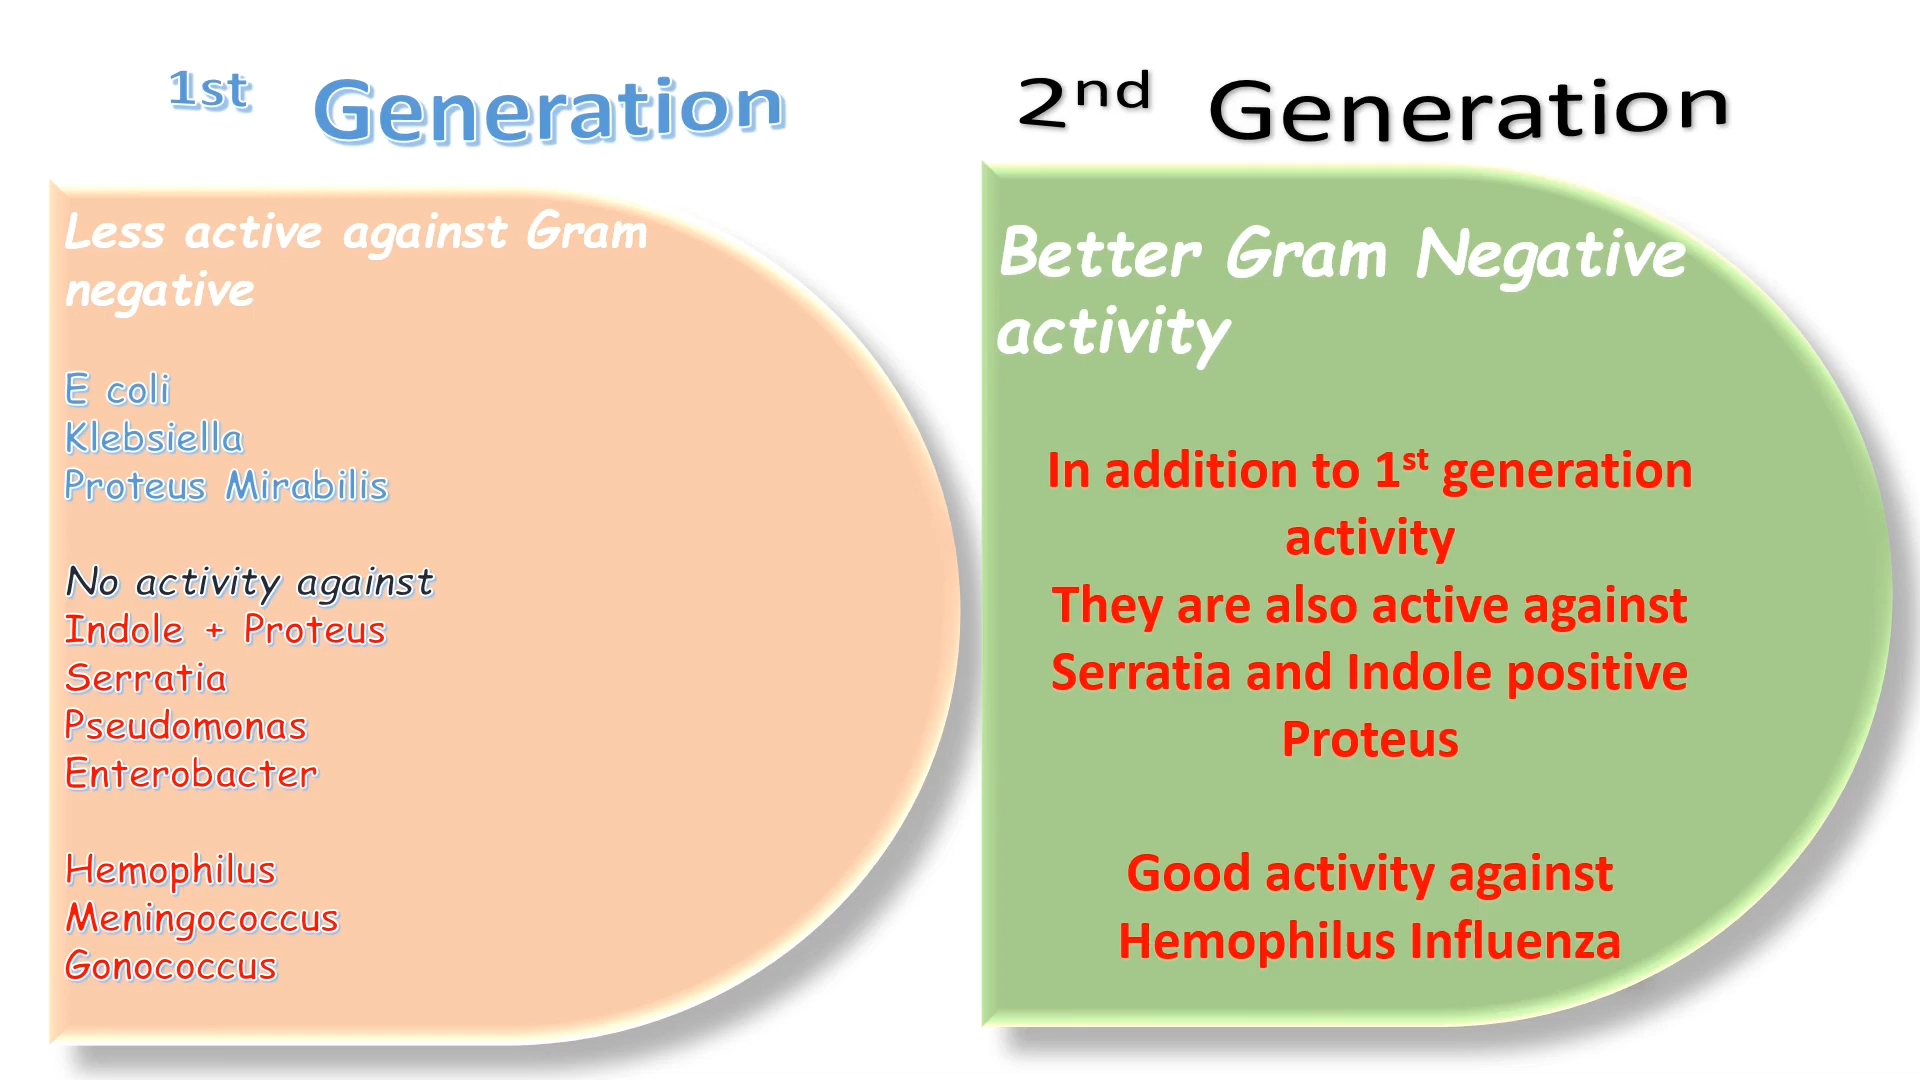 1st Generation
Less active against Gram
negative
E coli
Klebsiella
Proteus Mirabilis
No activity against
Indole + Proteus
Serratia
Pseudomonas
Enterobacter
Hemophilus
Meningococcus
Gonococcus
2nd Generation
Better Gram Negative
activity
In addition to 1st generation
activity
They are also active against
Serratia and Indole positive
Proteus
Good activity against
Hemophilus Influenza